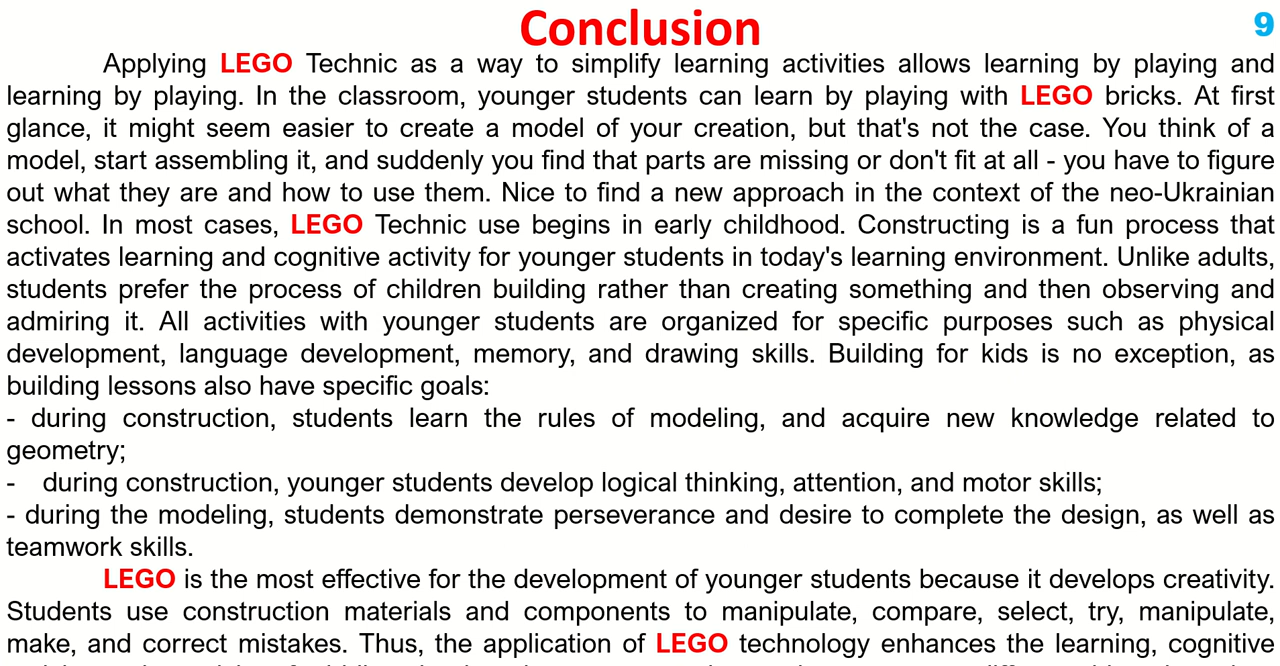 Conclusion
9
Applying LEGO Technic as a way to simplify learning activities allows learning by playing and
learning by playing. In the classroom, younger students can learn by playing with LEGO bricks. At first
glance, it might seem easier to create a model of your creation, but that's not the case. You think of a
model, start assembling it, and suddenly you find that parts are missing or don't fit at all - you have to figure
out what they are and how to use them. Nice to find a new approach in the context of the neo-Ukrainian
school. In most cases, LEGO Technic use begins in early childhood. Constructing is a fun process that
activates learning and cognitive activity for younger students in today's learning environment. Unlike adults,
students prefer the process of children building rather than creating something and then observing and
admiring it. All activities with younger students are organized for specific purposes such as physical
development, language development, memory, and drawing skills. Building for kids is no exception, as
building lessons also have specific goals:
- during construction, students learn the rules of modeling, and acquire new knowledge related to
geometry;
- during construction, younger students develop logical thinking, attention, and motor skills;
- during the modeling, students demonstrate perseverance and desire to complete the design, as well as
teamwork skills.
LEGO is the most effective for the development of younger students because it develops creativity.
Students use construction materials and components to manipulate, compare, select, try, manipulate,
make, and correct mistakes. Thus, the application of LEGO technology enhances the learning, cognitive